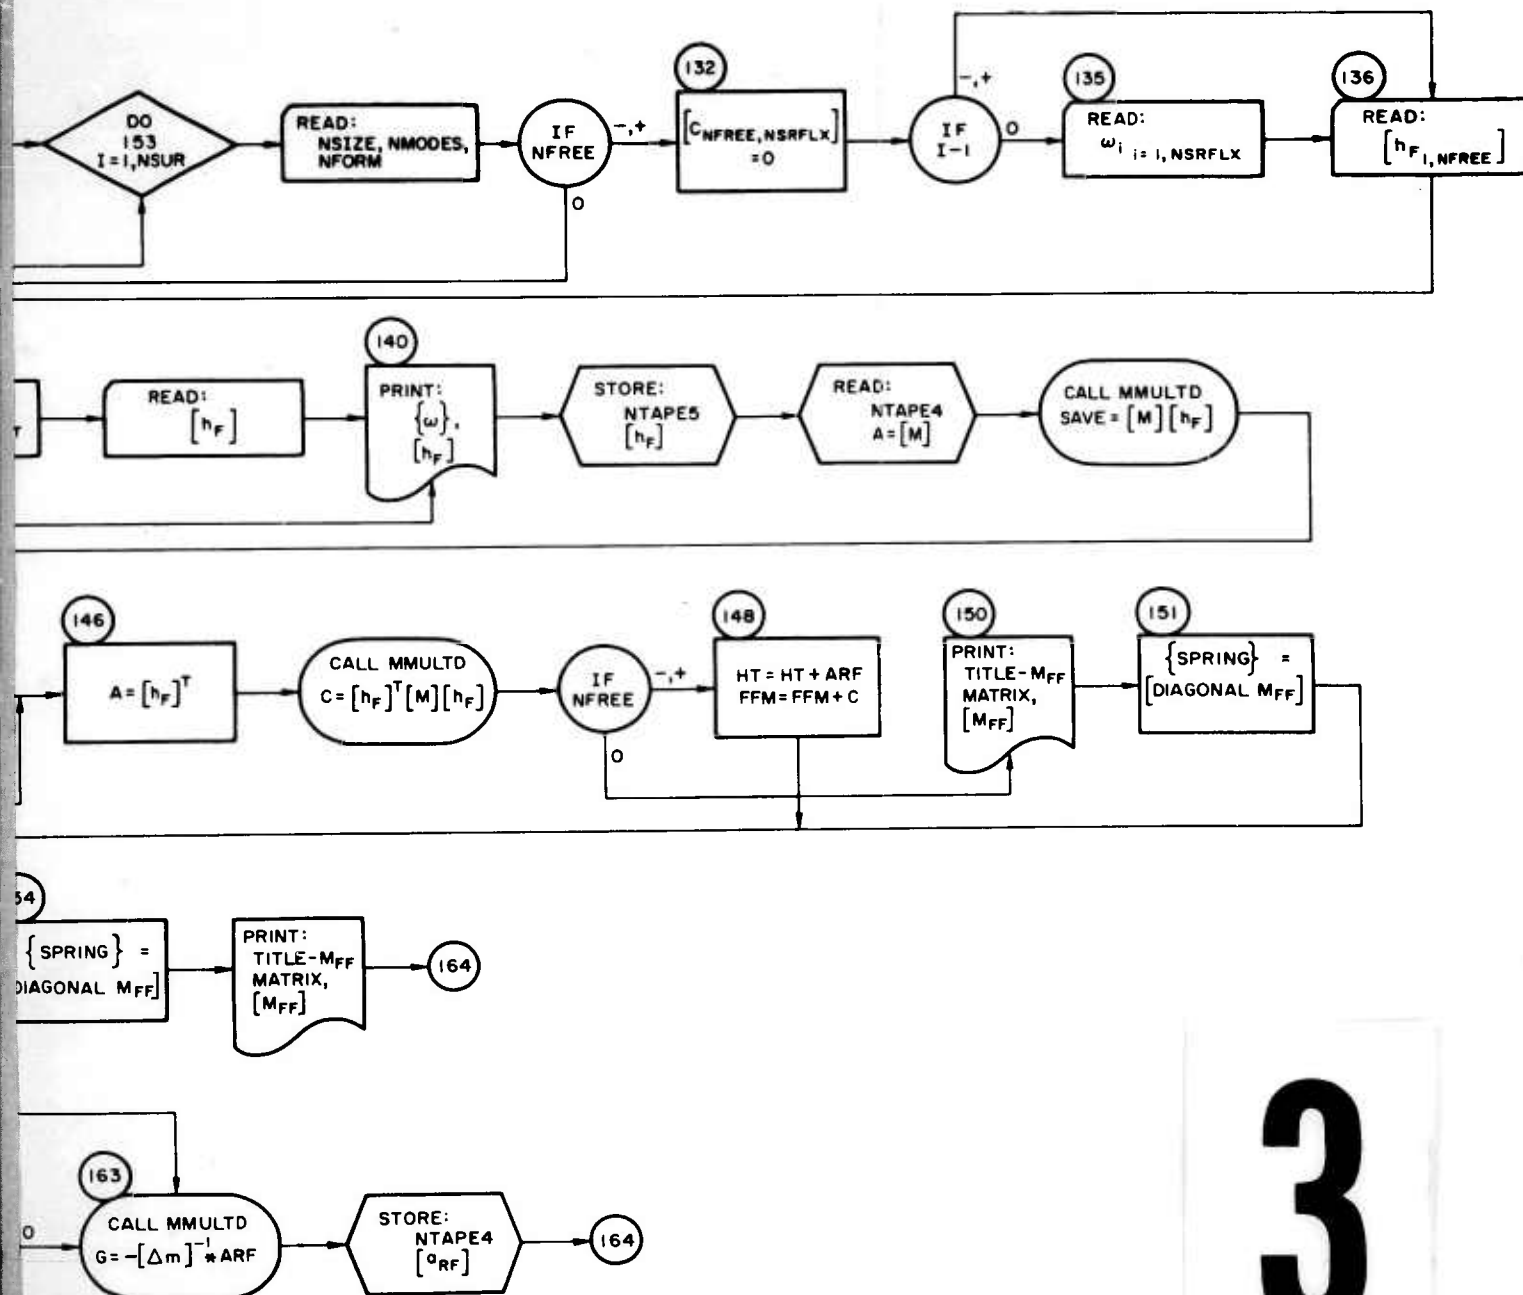 DO
153
I=1,NSUR
READ:
NSIZE, NMODES,
NFORM
IF
NFREE
-,+
0
132
[C NFREE, NSRFLX]
=0
IF
I-1
-,+
0
135
READ:
ωi i=1, NSRFLX
136
READ:
[hF1,NFREE]
T
READ:
[hF]
140
PRINT:
{ω},
[hF]
STORE:
NTAPE5
[hF]
READ:
NTAPE4
A=[M]
CALL MMULTD
SAVE=[M][hF]
146
A=[hF]T
CALL MMULTD
C=[hF]T[M][hF]
IF
NFREE
-,+
0
148
HT=HT+ARF
FFM=FFM+C
150
PRINT:
TITLE-MFF
MATRIX,
[MFF]
151
{SPRING} =
[DIAGONAL MFF]
54
{SPRING} =
DIAGONAL MFF]
PRINT:
TITLE-MFF
MATRIX,
[MFF]
164
0
163
CALL MMULTD
G=-[Δm]-1*ARF
STORE:
NTAPE4
[aRF]
164
3